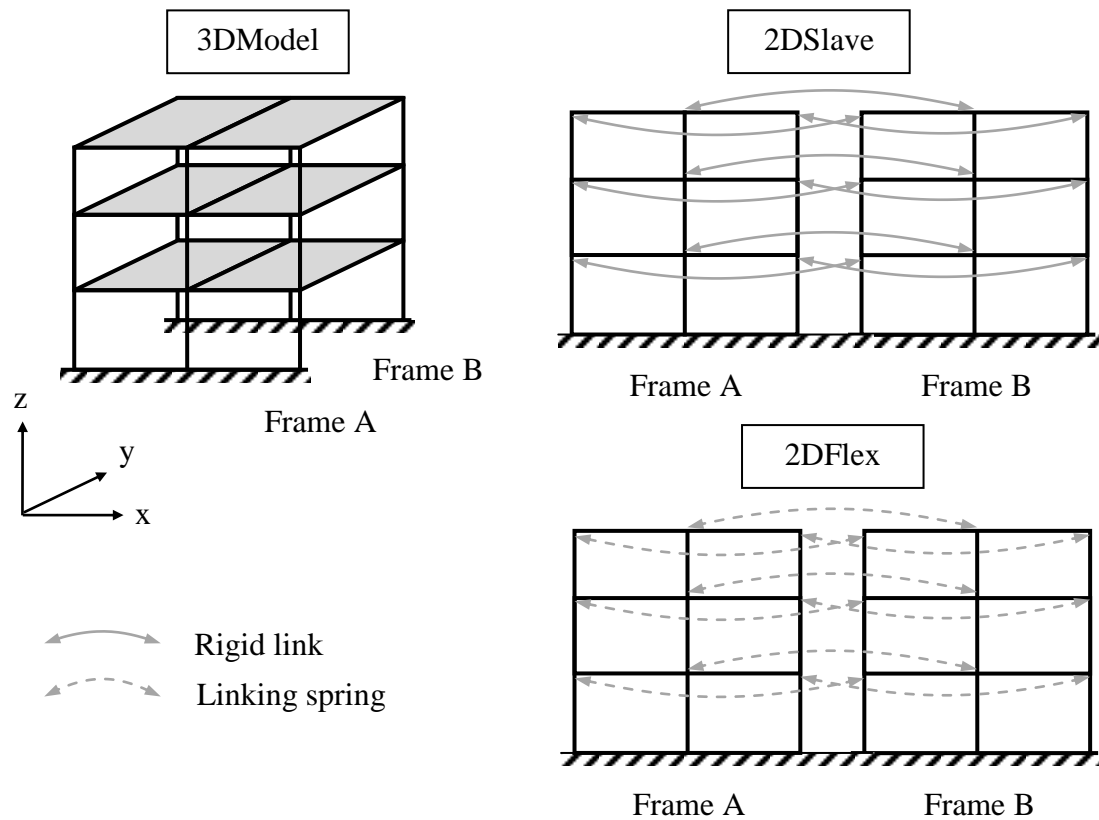 3DModel
Frame B
Frame A
z
y
x
Rigid link
Linking spring
2DSlave
Frame A
Frame B
2DFlex
Frame A
Frame B